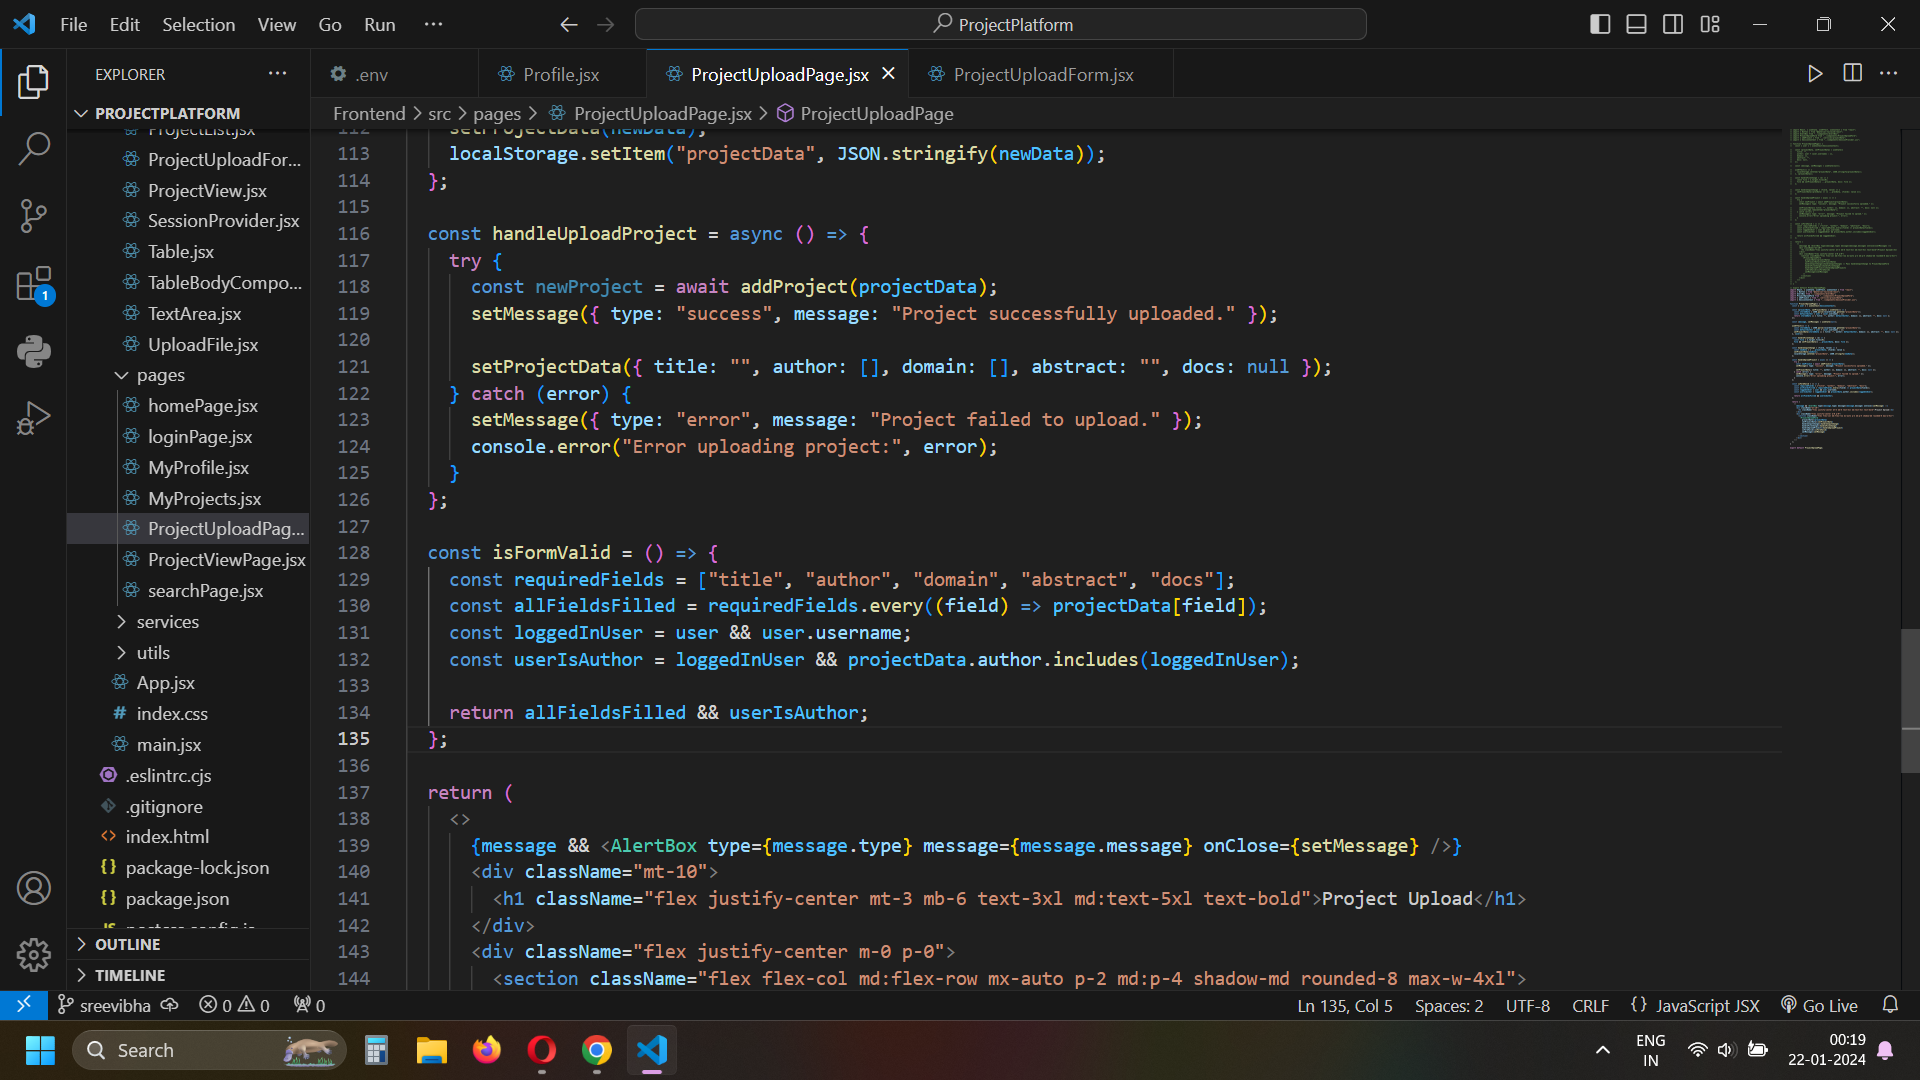 File Edit Selection View Go Run ···
ProjectPlatform
EXPLORER ···
PROJECTPLATFORM
ProjectList.jsx
ProjectUploadFor...
ProjectView.jsx
SessionProvider.jsx
Table.jsx
TableBodyCompo...
TextArea.jsx
UploadFile.jsx
pages
homePage.jsx
loginPage.jsx
MyProfile.jsx
MyProjects.jsx
ProjectUploadPag...
ProjectViewPage.jsx
searchPage.jsx
services
utils
App.jsx
# index.css
main.jsx
.eslintrc.cjs
.gitignore
<> index.html
{} package-lock.json
{} package.json
OUTLINE
TIMELINE
1
.env
Profile.jsx
ProjectUploadPage.jsx
ProjectUploadForm.jsx
Frontend > src > pages > ProjectUploadPage.jsx > ProjectUploadPage
112 setProjectData(newData);
113 localStorage.setItem("projectData", JSON.stringify(newData));
114 };
115
116 const handleUploadProject = async () => {
117 try {
118 const newProject = await addProject(projectData);
119 setMessage({ type: "success", message: "Project successfully uploaded." });
120
121 setProjectData({ title: "", author: [], domain: [], abstract: "", docs: null });
122 } catch (error) {
123 setMessage({ type: "error", message: "Project failed to upload." });
124 console.error("Error uploading project:", error);
125 }
126 };
127
128 const isFormValid = () => {
129 const requiredFields = ["title", "author", "domain", "abstract", "docs"];
130 const allFieldsFilled = requiredFields.every((field) => projectData[field]);
131 const loggedInUser = user && user.username;
132 const userIsAuthor = loggedInUser && projectData.author.includes(loggedInUser);
133
134 return allFieldsFilled && userIsAuthor;
135 };
136
137 return (
138 <>
139 {message && <AlertBox type={message.type} message={message.message} onClose={setMessage} />}
140 <div className="mt-10">
141 <h1 className="flex justify-center mt-3 mb-6 text-3xl md:text-5xl text-bold">Project Upload</h1>
142 </div>
143 <div className="flex justify-center m-0 p-0">
144 <section className="flex flex-col md:flex-row mx-auto p-2 md:p-4 shadow-md rounded-8 max-w-4xl">
sreevibha 0 0 0 Ln 135, Col 5 Spaces: 2 UTF-8 CRLF {} JavaScript JSX Go Live
Search
ENG
IN
00:19
22-01-2024